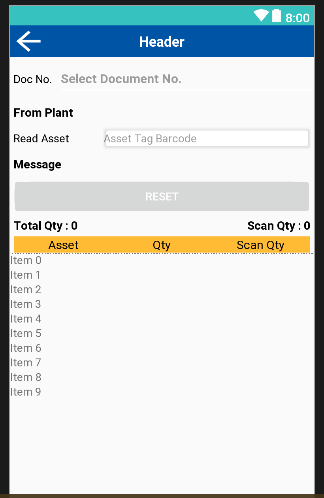 8:00
Header
Doc No. Select Document No.
From Plant
Read Asset Asset Tag Barcode
Message
RESET
Total Qty : 0 Scan Qty : 0
Asset Qty Scan Qty
Item 0
Item 1
Item 2
Item 3
Item 4
Item 5
Item 6
Item 7
Item 8
Item 9